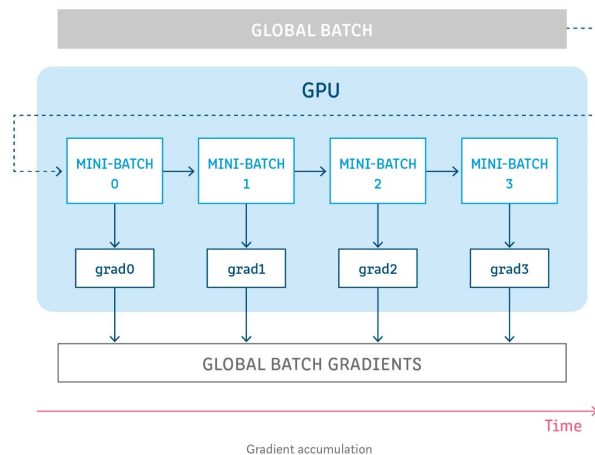 GLOBAL BATCH
GPU
MINI-BATCH
0
MINI-BATCH
1
MINI-BATCH
2
MINI-BATCH
3
grad0
grad1
grad2
grad3
GLOBAL BATCH GRADIENTS
Time
Gradient accumulation